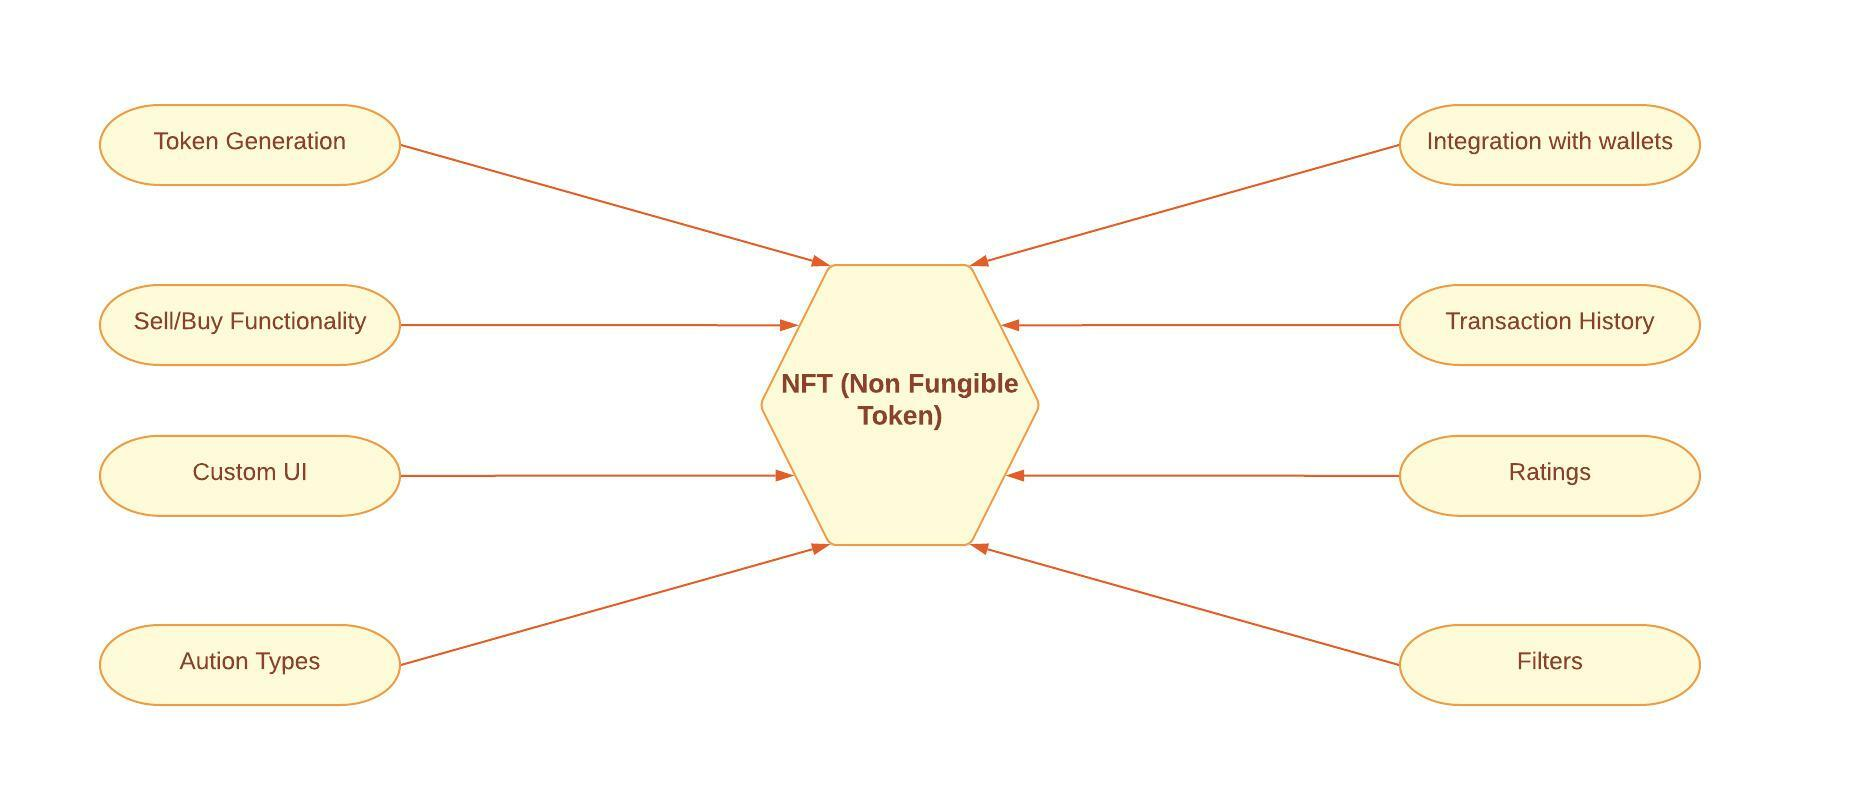 Token Generation
Integration with wallets
Sell/Buy Functionality
Transaction History
NFT (Non Fungible
Token)
Custom UI
Ratings
Aution Types
Filters